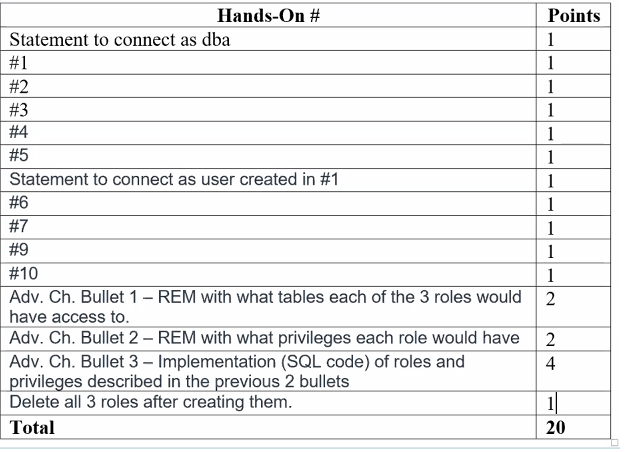 Hands-On # Points
Statement to connect as dba 1
#1 1
#2 1
#3 1
#4 1
#5 1
Statement to connect as user created in #1 1
#6 1
#7 1
#9 1
#10 1
Adv. Ch. Bullet 1 – REM with what tables each of the 3 roles would 2
have access to.
Adv. Ch. Bullet 2 – REM with what privileges each role would have 2
Adv. Ch. Bullet 3 – Implementation (SQL code) of roles and 4
privileges described in the previous 2 bullets
Delete all 3 roles after creating them. 1
Total 20